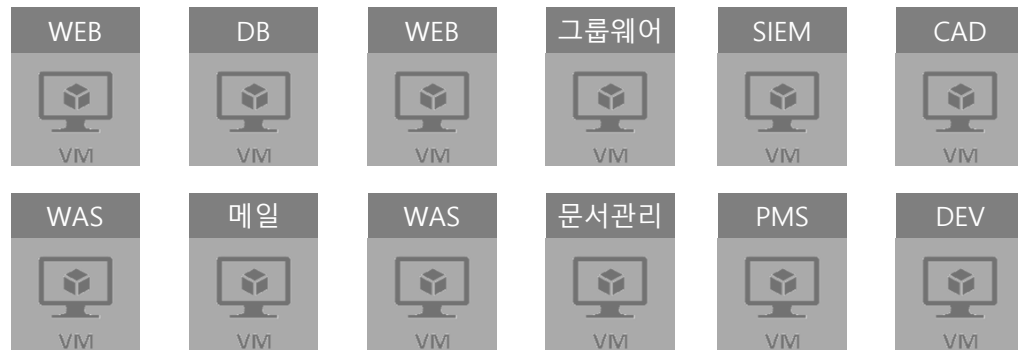 WEB DB WEB 그룹웨어 SIEM CAD
VM VM VM VM VM VM
WAS 메일 WAS 문서관리 PMS DEV
VM VM VM VM VM VM